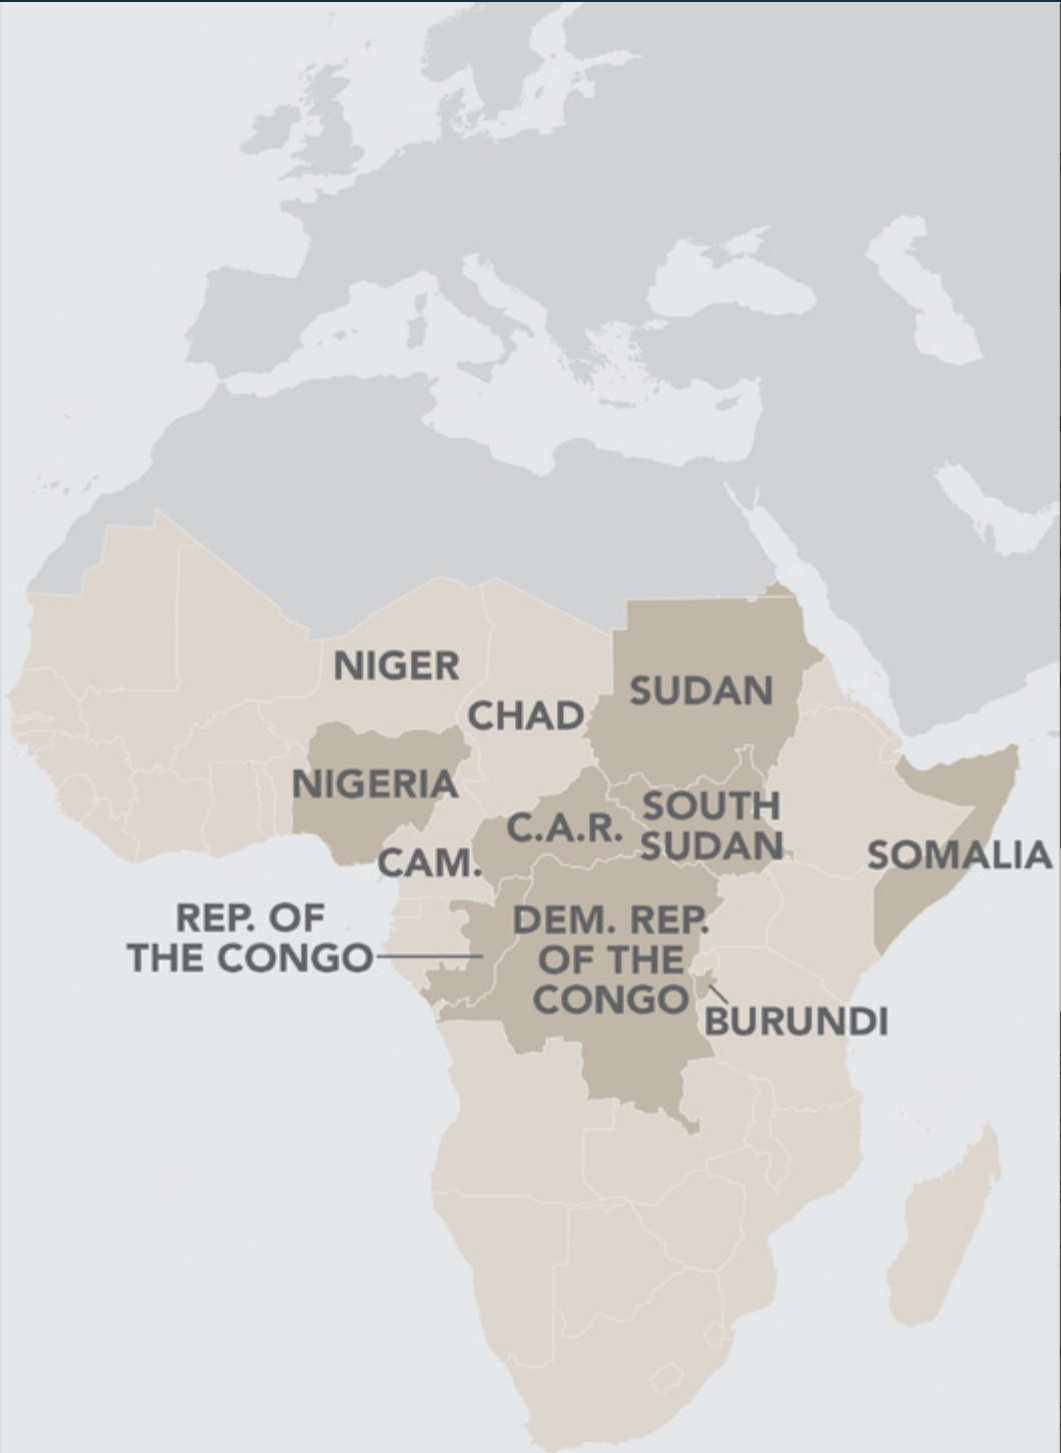 NIGER
CHAD
SUDAN
NIGERIA
C.A.R.
SOUTH
SUDAN
CAM.
SOMALIA
REP. OF
THE CONGO
DEM. REP.
OF THE
CONGO
BURUNDI